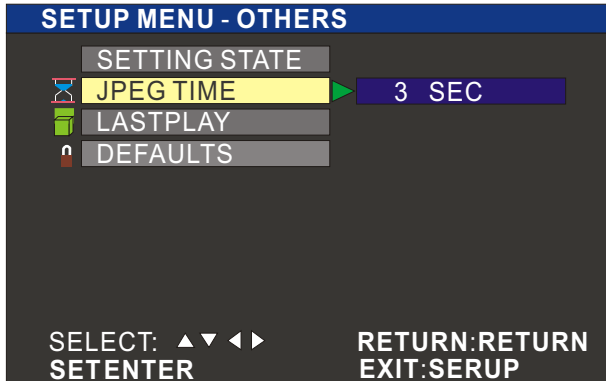 SETUP MENU - OTHERS
SETTING STATE
JPEG TIME 3 SEC
LASTPLAY
DEFAULTS
SELECT: ▲▼◀▶ RETURN:RETURN
SETENTER EXIT:SERUP